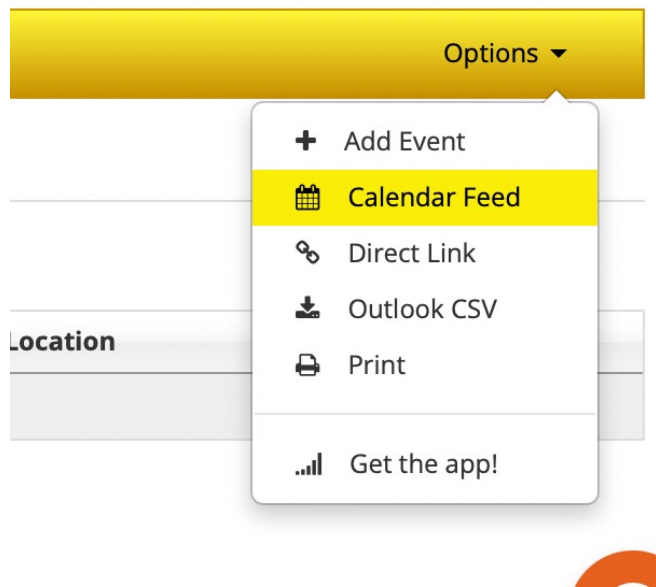 Options
Add Event
Calendar Feed
Direct Link
Outlook CSV
Location
Print
Get the app!